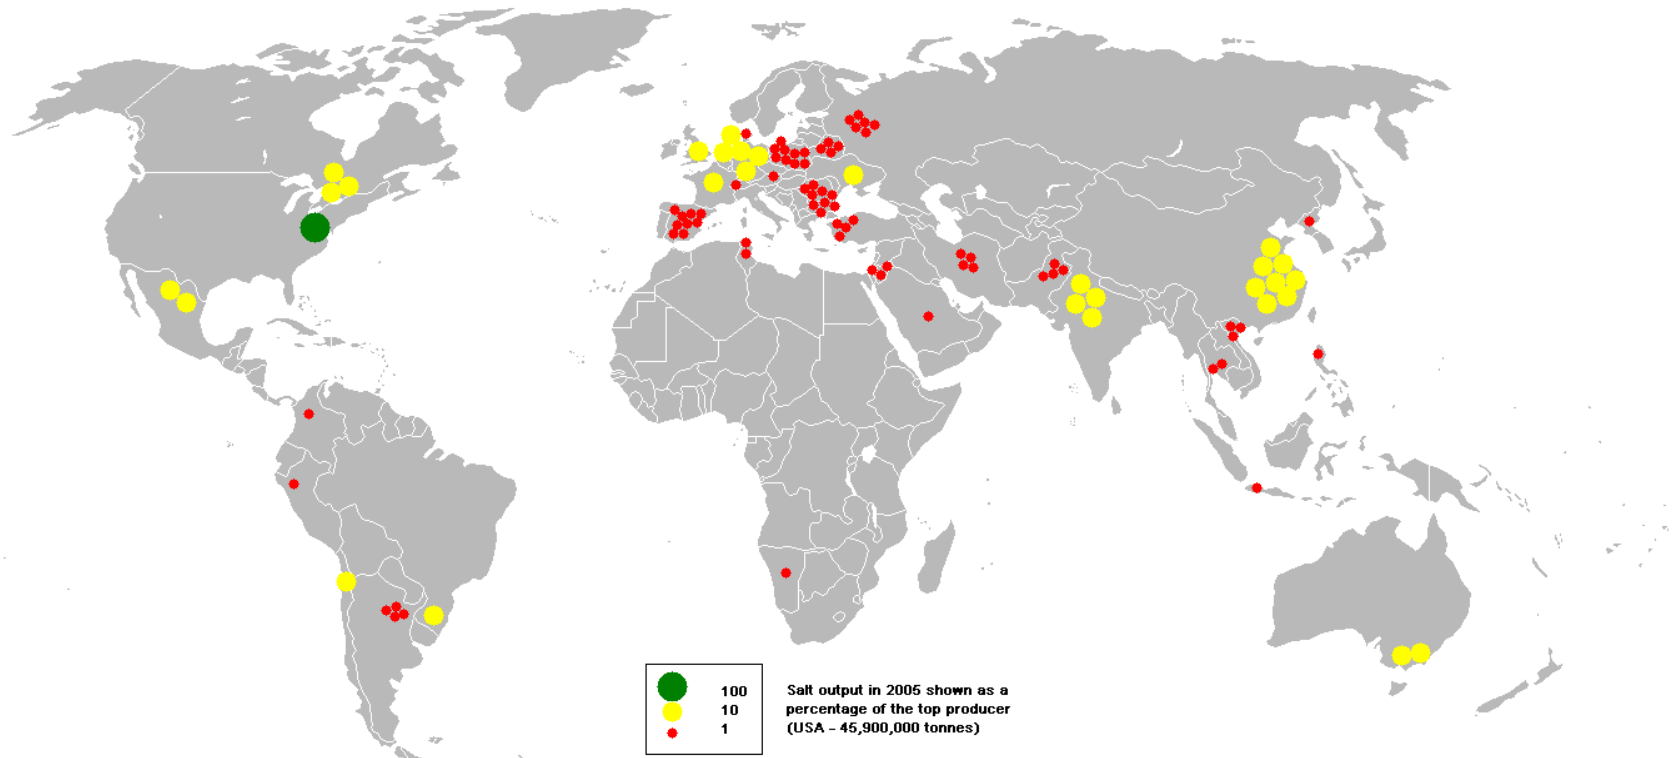 100
10
1
Salt output in 2005 shown as a
percentage of the top producer
(USA - 45,900,000 tonnes)